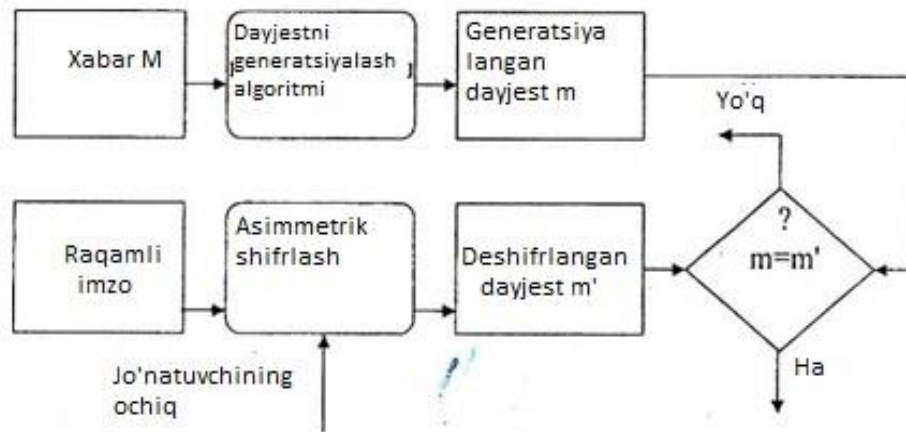 Xabar M
Dayjestni
generatsiyalash
algoritmi
Generatsiya
langan
dayjest m
Yo'q
Raqamli
imzo
Asimmetrik
shifrlash
Deshifrlangan
dayjest m'
?
m=m'
Jo'natuvchining
ochiq
Ha